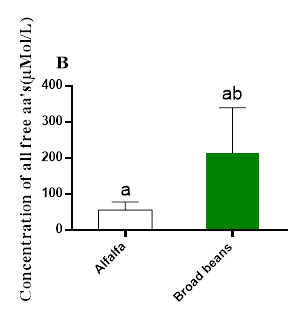 B
Concentration of all free aa's(μMol/L)
400
300
200
100
0
a
ab
Alfalfa
Broad beans